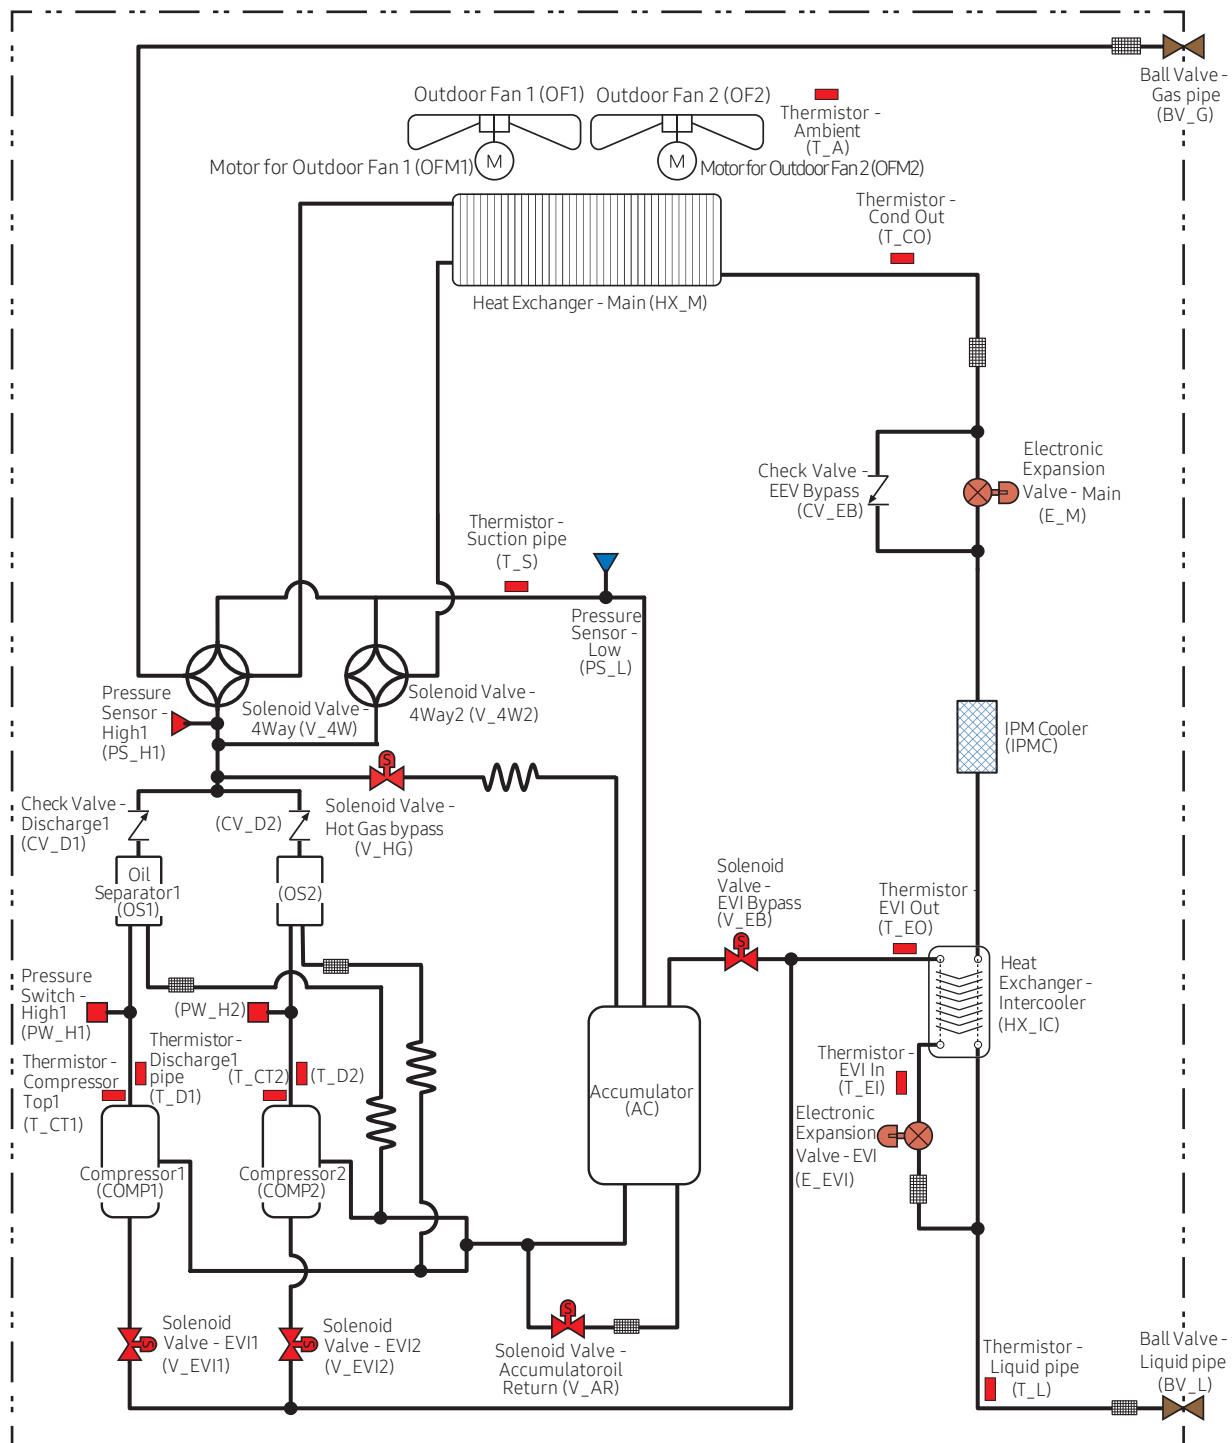 Ball Valve -
Gas pipe
(BV_G)
Outdoor Fan 1 (OF1)
Outdoor Fan 2 (OF2)
Thermistor -
Ambient
(T_A)
M
M
Motor for Outdoor Fan 1 (OFM1)
Motor for Outdoor Fan 2 (OFM2)
Thermistor -
Cond Out
(T_CO)
Heat Exchanger - Main (HX_M)
Check Valve -
EEV Bypass
(CV_EB)
Electronic
Expansion
Valve - Main
(E_M)
Thermistor -
Suction pipe
(T_S)
Pressure
Sensor -
Low
(PS_L)
Pressure
Sensor -
High1
(PS_H1)
Solenoid Valve -
4Way (V_4W)
Solenoid Valve -
4Way2 (V_4W2)
IPM Cooler
(IPMC)
S
Check Valve -
Discharge1
(CV_D1)
(CV_D2)
Solenoid Valve -
Hot Gas bypass
(V_HG)
Oil
Separator1
(OS1)
(OS2)
Solenoid
Valve -
EVI Bypass
(V_EB)
S
Thermistor -
EVI Out
(T_EO)
Heat
Exchanger -
Intercooler
(HX_IC)
Pressure
Switch -
High1
(PW_H1)
(PW_H2)
Thermistor-
Discharge1
pipe
(T_D1)
Thermistor-
Compressor
Top1
(T_CT1)
(T_CT2)
(T_D2)
Thermistor -
EVI In
(T_EI)
Accumulator
(AC)
Electronic
Expansion
Valve - EVI
(E_EVI)
Compressor1
(COMP1)
Compressor2
(COMP2)
Solenoid
Valve - EVI1
(V_EVI1)
S
Solenoid
Valve - EVI2
(V_EVI2)
S
S
Solenoid Valve -
Accumulatoroil
Return (V_AR)
Thermistor -
Liquid pipe
(T_L)
Ball Valve -
Liquid pipe
(BV_L)